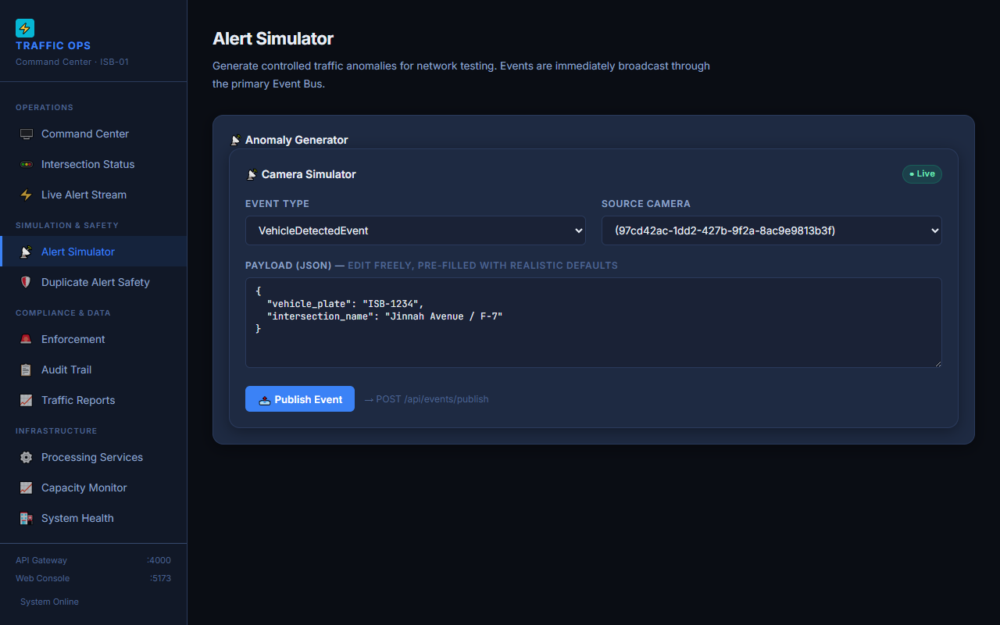 TRAFFIC OPS
Command Center · ISB-01
OPERATIONS
Command Center
Intersection Status
Live Alert Stream
SIMULATION & SAFETY
Alert Simulator
Duplicate Alert Safety
COMPLIANCE & DATA
Enforcement
Audit Trail
Traffic Reports
INFRASTRUCTURE
Processing Services
Capacity Monitor
System Health
API Gateway :4000
Web Console :5173
System Online
Alert Simulator
Generate controlled traffic anomalies for network testing. Events are immediately broadcast through
the primary Event Bus.
Anomaly Generator
Camera Simulator
● Live
EVENT TYPE
VehicleDetectedEvent
SOURCE CAMERA
(97cd42ac-1dd2-427b-9f2a-8ac9e9813b3f)
PAYLOAD (JSON) — EDIT FREELY, PRE-FILLED WITH REALISTIC DEFAULTS
{
  "vehicle_plate": "ISB-1234",
  "intersection_name": "Jinnah Avenue / F-7"
}
Publish Event
→ POST /api/events/publish